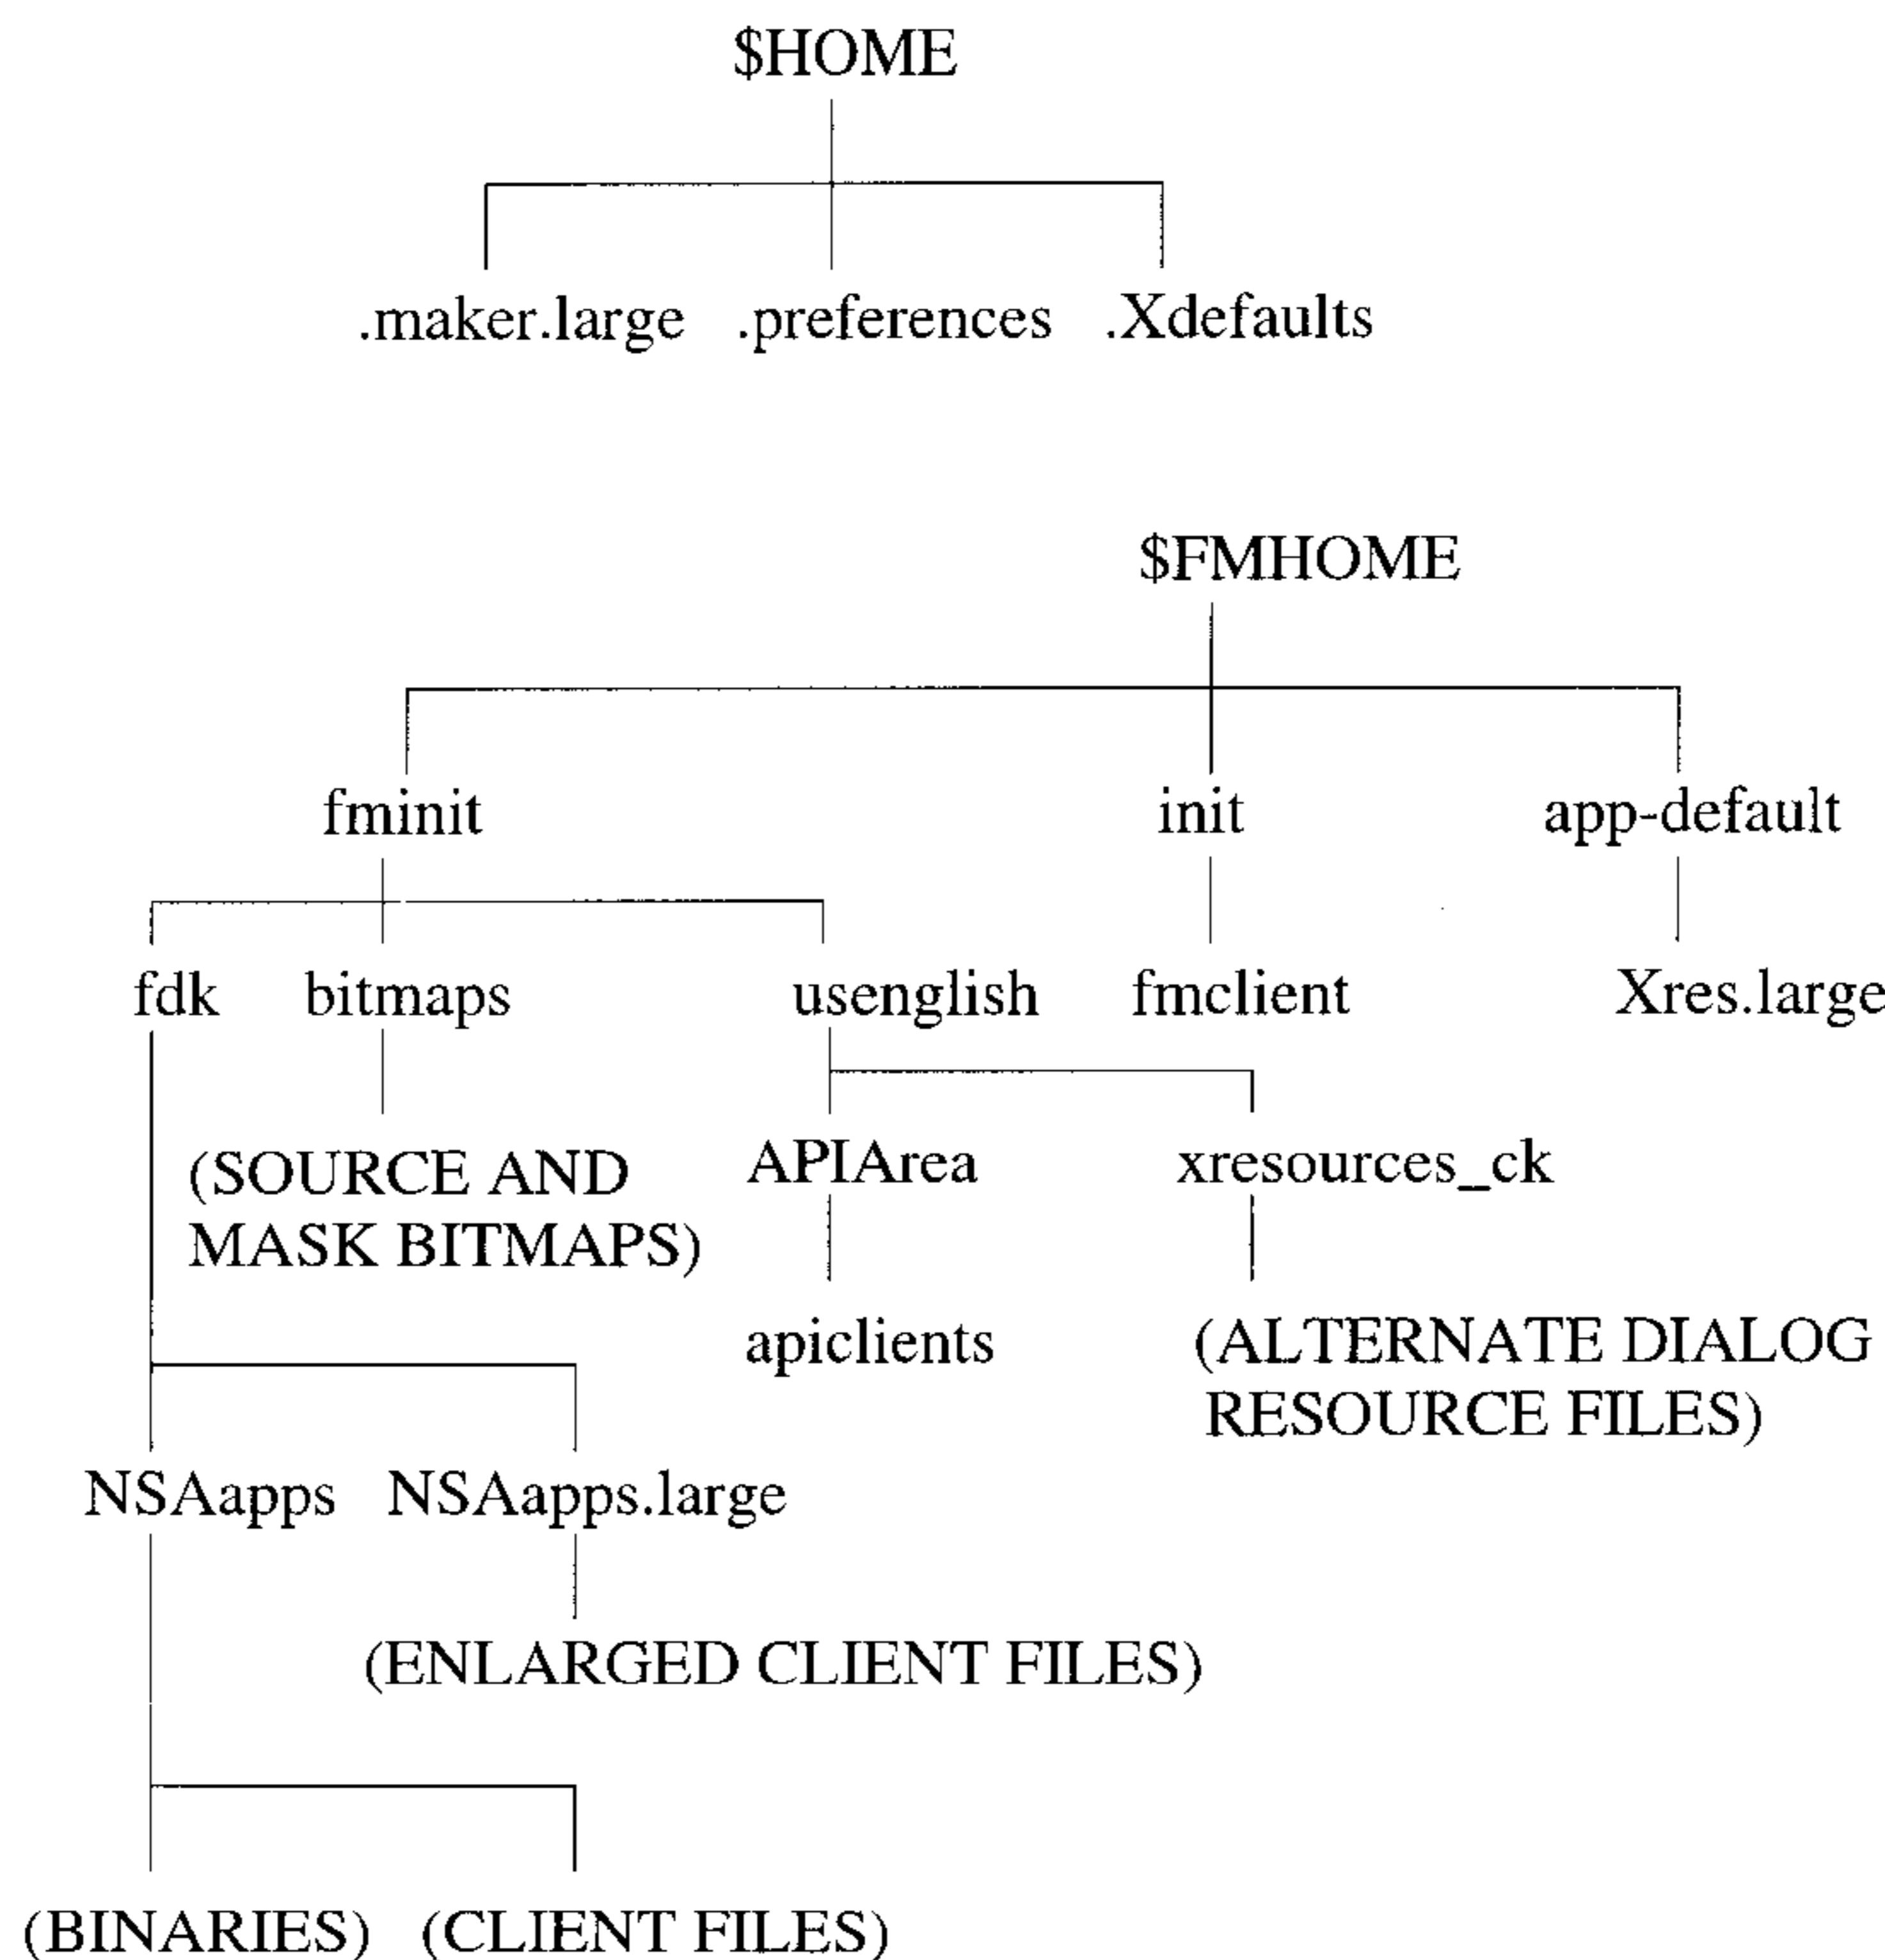 $HOME
.maker.large .preferences .Xdefaults
$FMHOME
fminit init app-default
fdk bitmaps usenglish fmclient Xres.large
(SOURCE AND
MASK BITMAPS)
APIArea xresources_ck
apiclients
(ALTERNATE DIALOG
RESOURCE FILES)
NSAapps NSAapps.large
(ENLARGED CLIENT FILES)
(BINARIES) (CLIENT FILES)